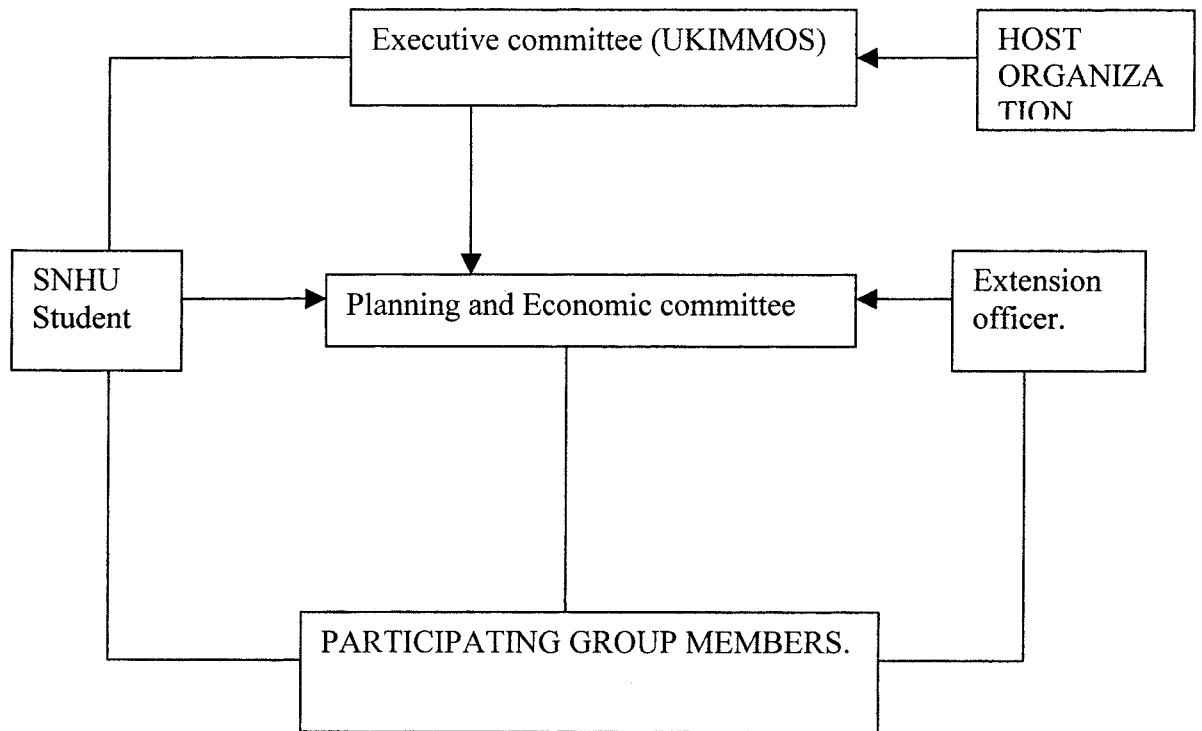 Executive committee (UKIMMOS)
HOST
ORGANIZA
TION
SNHU
Student
Planning and Economic committee
Extension
officer.
PARTICIPATING GROUP MEMBERS.